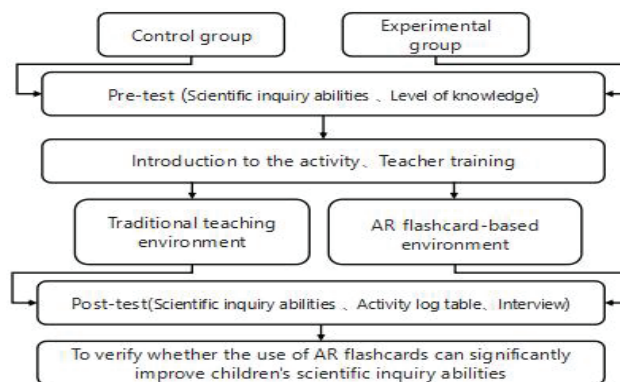 Control group
Experimental
group
Pre-test (Scientific inquiry abilities 、Level of knowledge)
Introduction to the activity、Teacher training
Traditional teaching
environment
AR flashcard-based
environment
Post-test(Scientific inquiry abilities 、Activity log table、Interview)
To verify whether the use of AR flashcards can significantly
improve children's scientific inquiry abilities